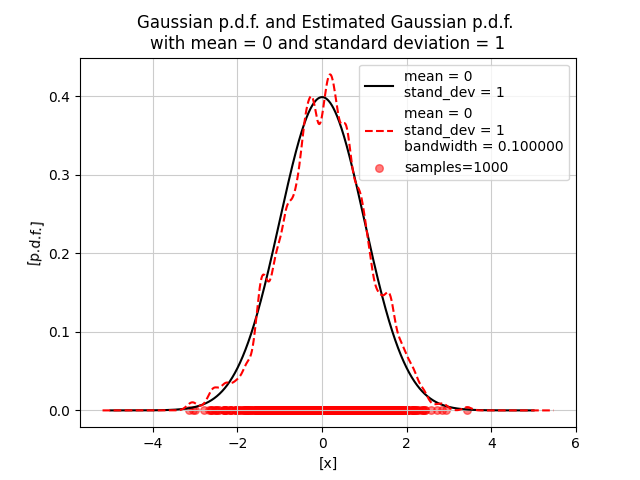 Gaussian p.d.f. and Estimated Gaussian p.d.f.
with mean = 0 and standard deviation = 1
mean = 0
stand_dev = 1
mean = 0
stand_dev = 1
bandwidth = 0.100000
samples=1000
[p.d.f.]
0.4
0.3
0.2
0.1
0.0
−4
−2
0
2
4
6
[x]